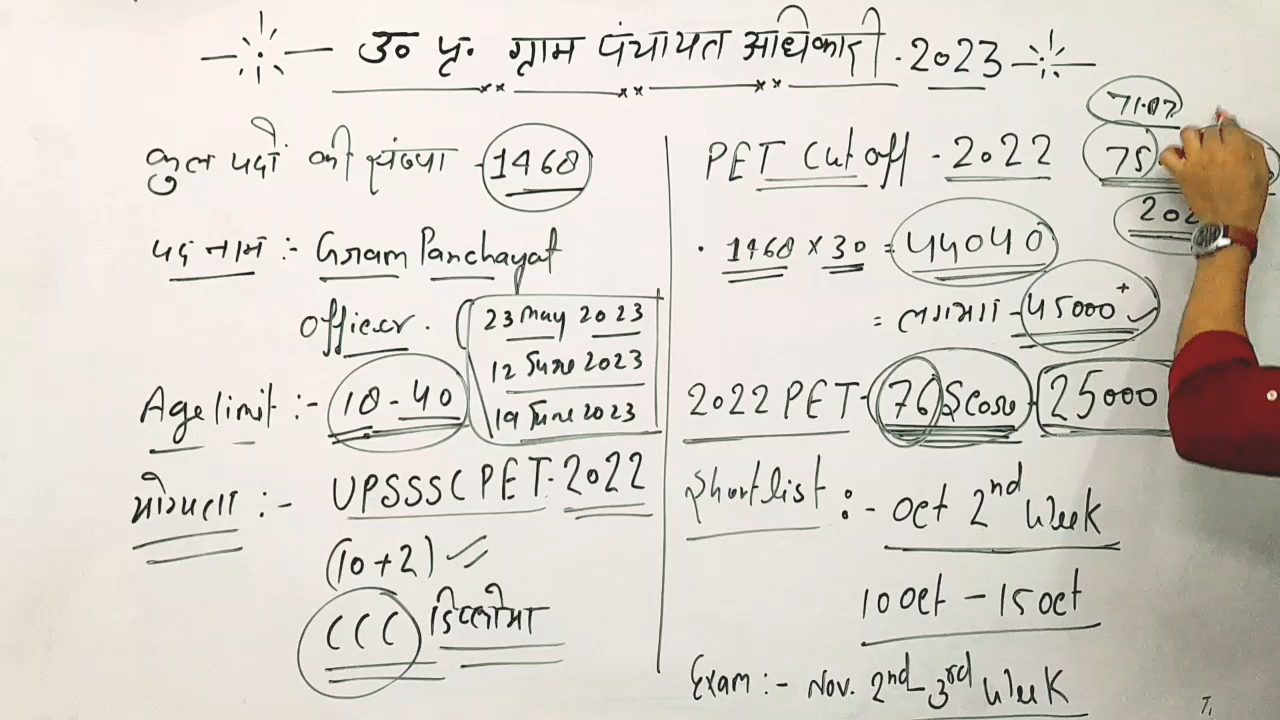 उ० प्र० ग्राम पंचायत अधिकारी - 2023
कुल पदों की संख्या - 1468
पद नाम :- Gram Panchayat
officer.
23 may 2023
12 June 2023
19 June 2023
Age limit :- 18 - 40
योग्यता :- UPSSSC PET - 2022
(10+2)
CCC डिप्लोमा
71.07
PET Cut off - 2022
75
1468 × 30 = 44040
= लगभग - 45000+
2022 PET - 76 Score - 25000
Shortlist :- Oct 2nd Week
10 Oct - 15 Oct
Exam :- Nov. 2nd - 3rd Week